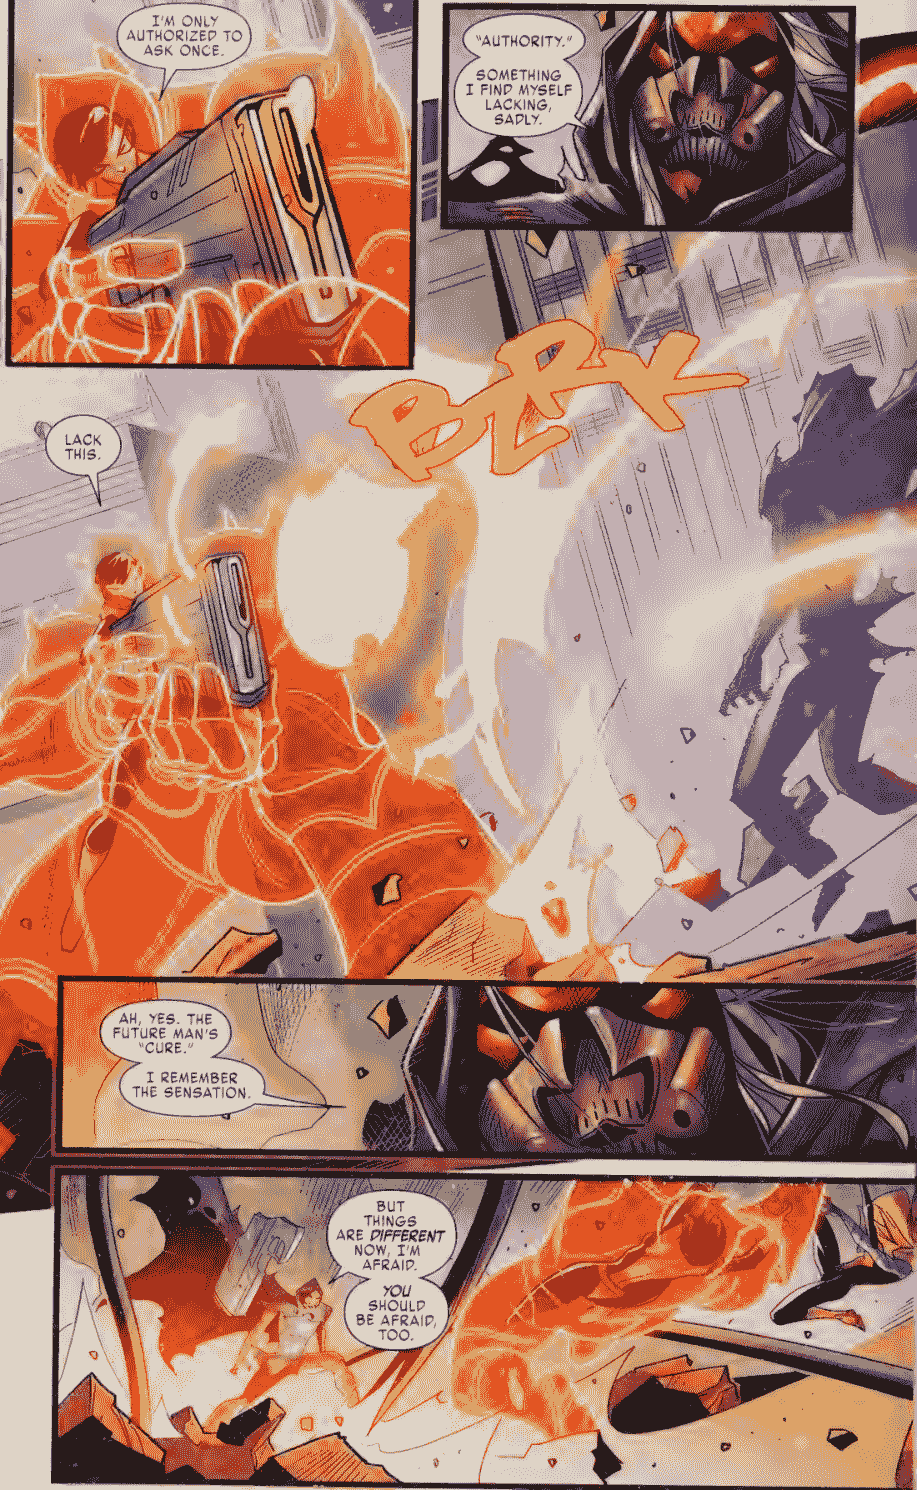 I'M ONLY
AUTHORIZED TO
ASK ONCE.
"AUTHORITY."
SOMETHING
I FIND MYSELF
LACKING,
SADLY.
BZRK
LACK
THIS.
AH, YES. THE
FUTURE MAN'S
"CURE."
I REMEMBER
THE SENSATION.
BUT
THINGS
ARE DIFFERENT
NOW, I'M
AFRAID.
YOU
SHOULD
BE AFRAID,
TOO.